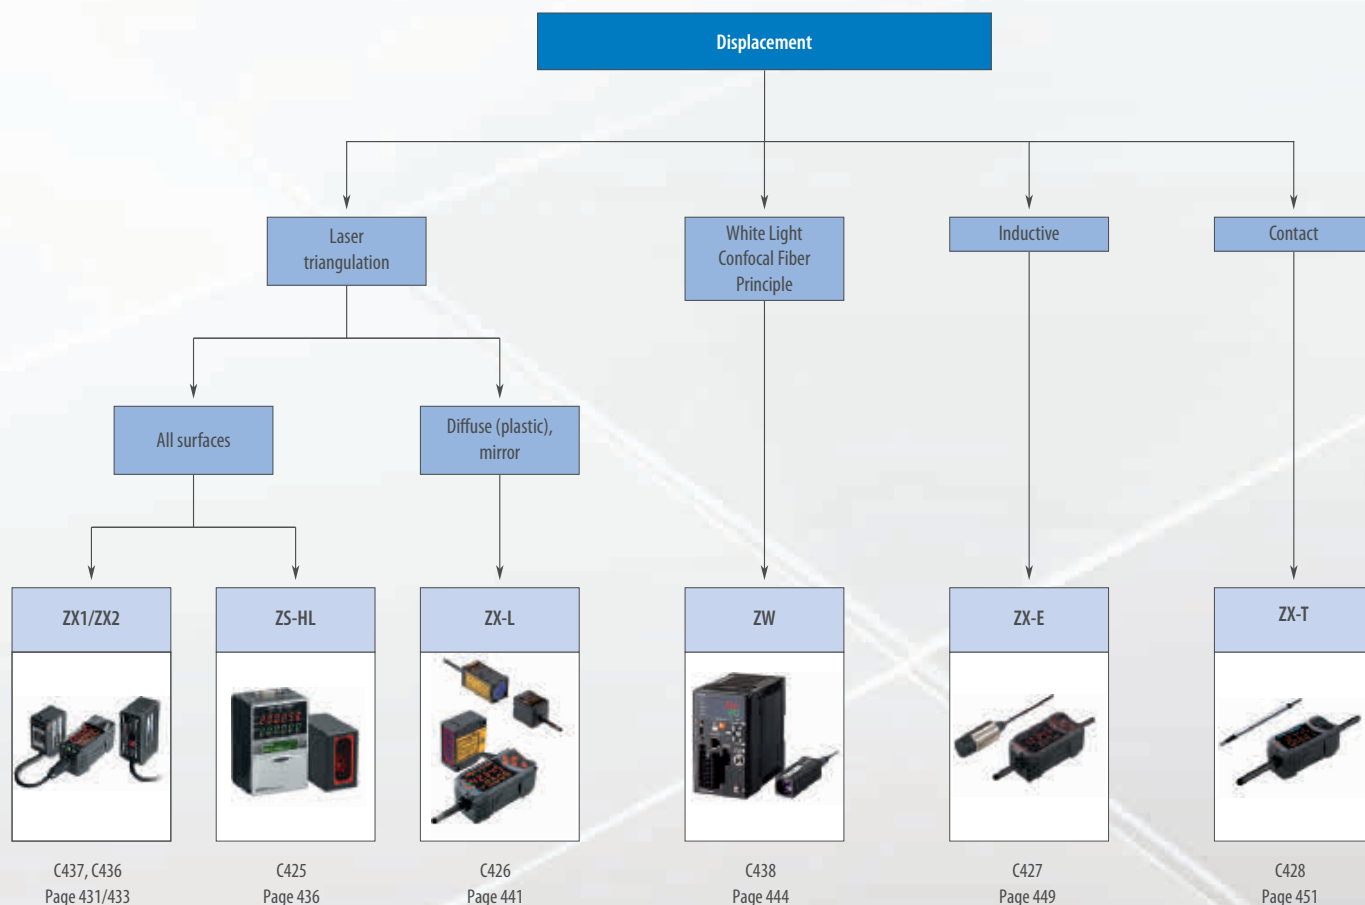 Displacement
Laser
triangulation
White Light
Confocal Fiber
Principle
Inductive
Contact
All surfaces
Diffuse (plastic),
mirror
ZX1/ZX2
ZS-HL
ZX-L
ZW
ZX-E
ZX-T
C437, C436
Page 431/433
C425
Page 436
C426
Page 441
C438
Page 444
C427
Page 449
C428
Page 451